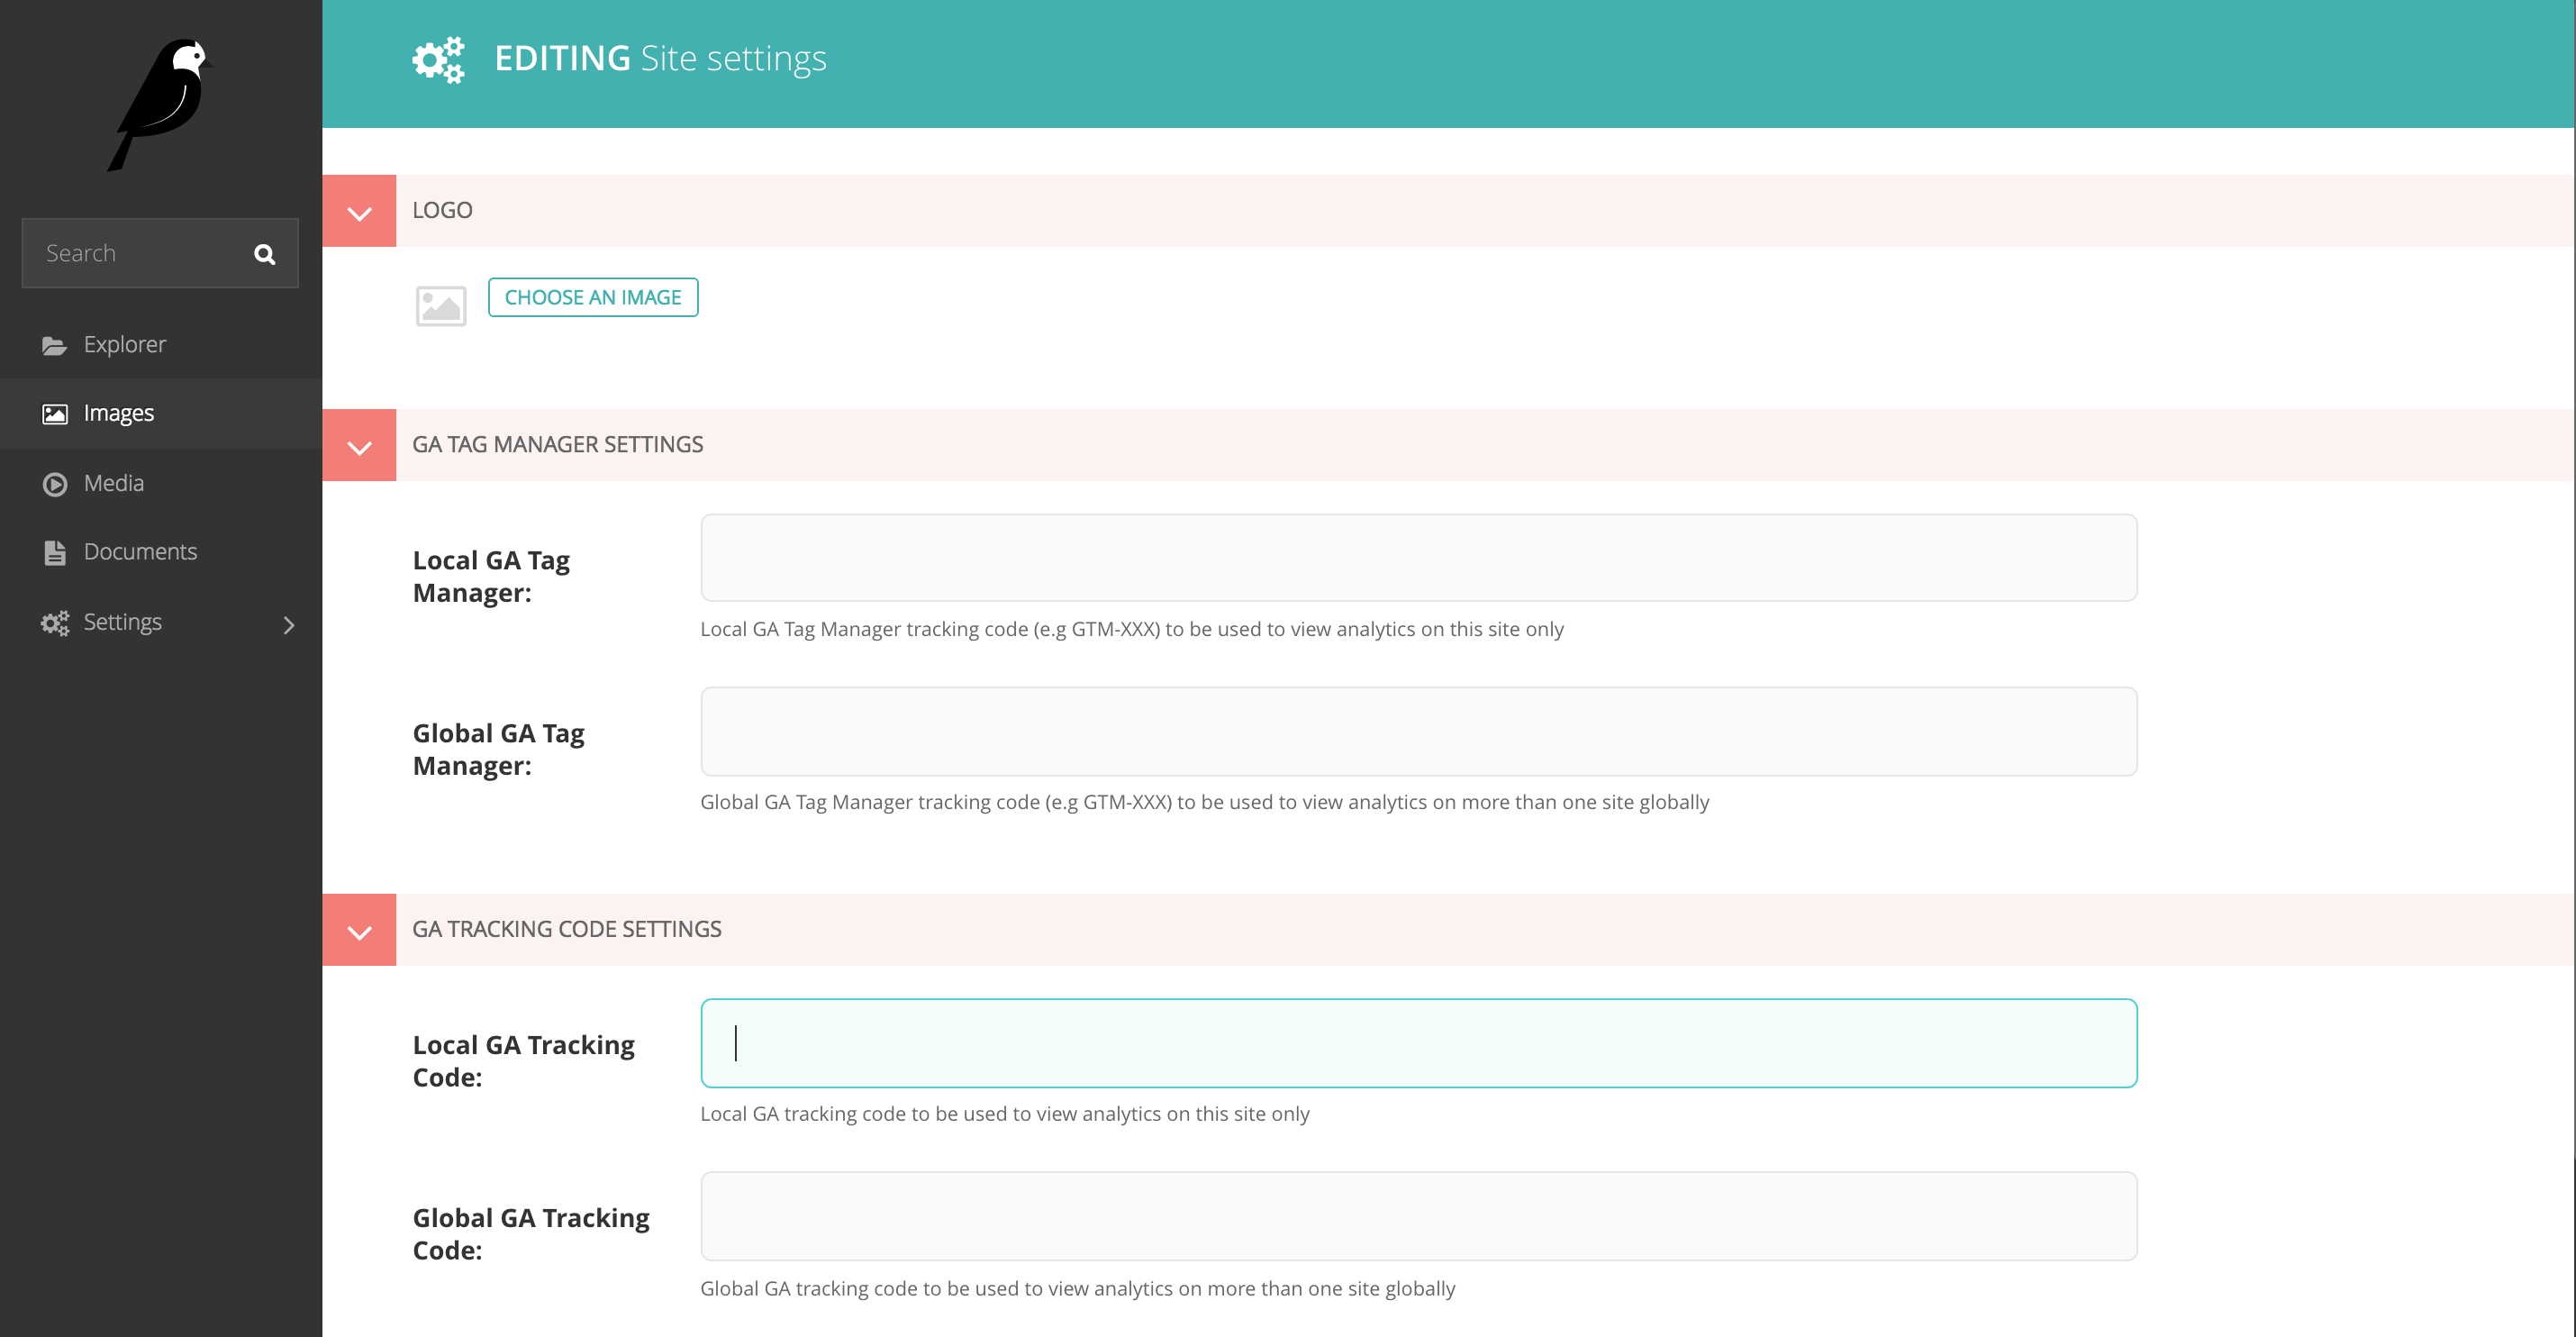 Search
Explorer
Images
Media
Documents
Settings
EDITING Site settings
LOGO
CHOOSE AN IMAGE
GA TAG MANAGER SETTINGS
Local GA Tag
Manager:
Local GA Tag Manager tracking code (e.g GTM-XXX) to be used to view analytics on this site only
Global GA Tag
Manager:
Global GA Tag Manager tracking code (e.g GTM-XXX) to be used to view analytics on more than one site globally
GA TRACKING CODE SETTINGS
Local GA Tracking
Code:
Local GA tracking code to be used to view analytics on this site only
Global GA Tracking
Code:
Global GA tracking code to be used to view analytics on more than one site globally